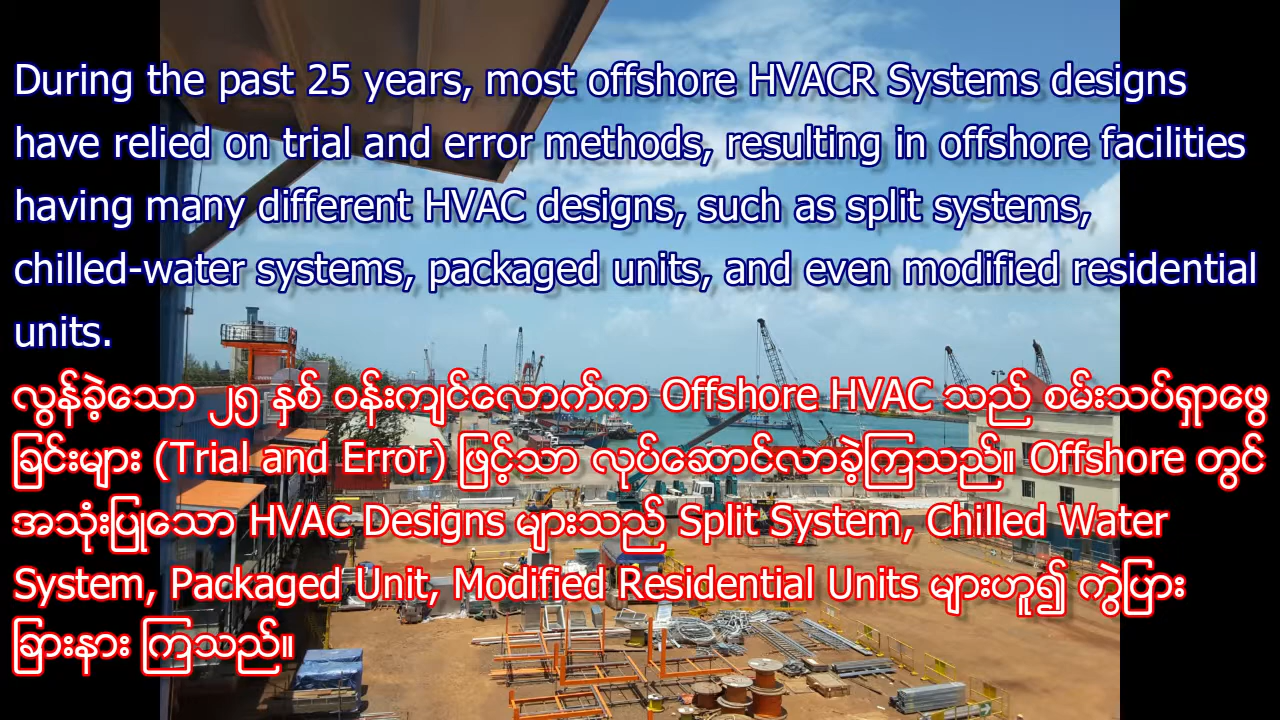 During the past 25 years, most offshore HVACR Systems designs
have relied on trial and error methods, resulting in offshore facilities
having many different HVAC designs, such as split systems,
chilled-water systems, packaged units, and even modified residential
units.
လွန်ခဲ့သော ၂၅ နှစ် ဝန်းကျင်လောက်က Offshore HVAC သည် စမ်းသပ်ရှာဖွေ
ခြင်းများ (Trial and Error) ဖြင့်သာ လုပ်ဆောင်လာခဲ့ကြသည်။ Offshore တွင်
အသုံးပြုသော HVAC Designs များသည် Split System, Chilled Water
System, Packaged Unit, Modified Residential Units များဟူ၍ ကွဲပြား
ခြားနား ကြသည်။